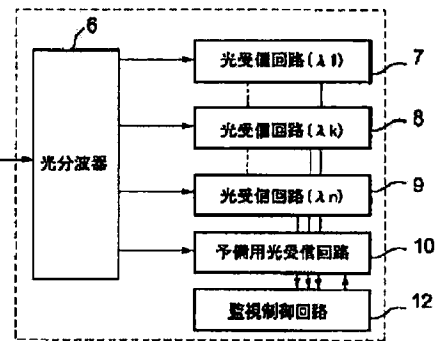 6
光分波器
光受信回路(λ1)
7
光受信回路(λk)
8
光受信回路(λn)
9
予備用光受信回路
10
監視制御回路
12